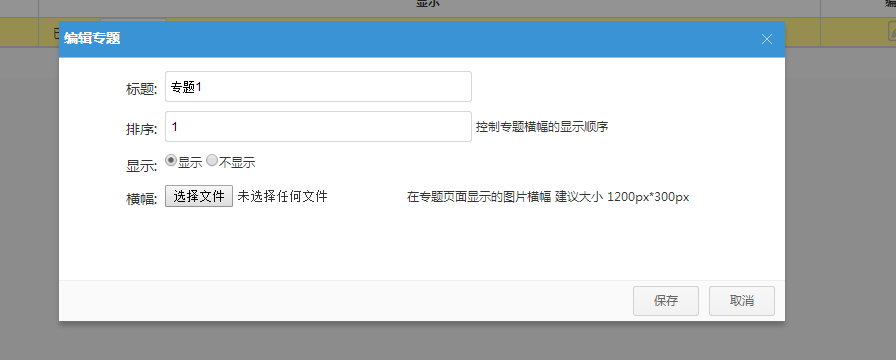 显示
编辑专题
标题: 专题1
排序: 1 控制专题横幅的显示顺序
显示: 显示 不显示
横幅: 选择文件 未选择任何文件 在专题页面显示的图片横幅 建议大小 1200px*300px
保存 取消